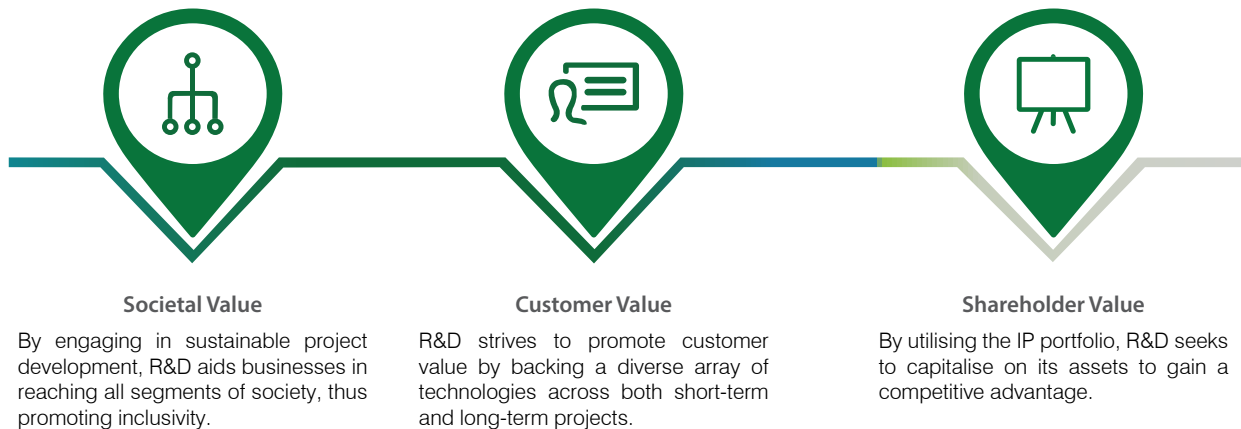 Societal Value
By engaging in sustainable project
development, R&D aids businesses in
reaching all segments of society, thus
promoting inclusivity.
Customer Value
R&D strives to promote customer
value by backing a diverse array of
technologies across both short-term
and long-term projects.
Shareholder Value
By utilising the IP portfolio, R&D seeks
to capitalise on its assets to gain a
competitive advantage.